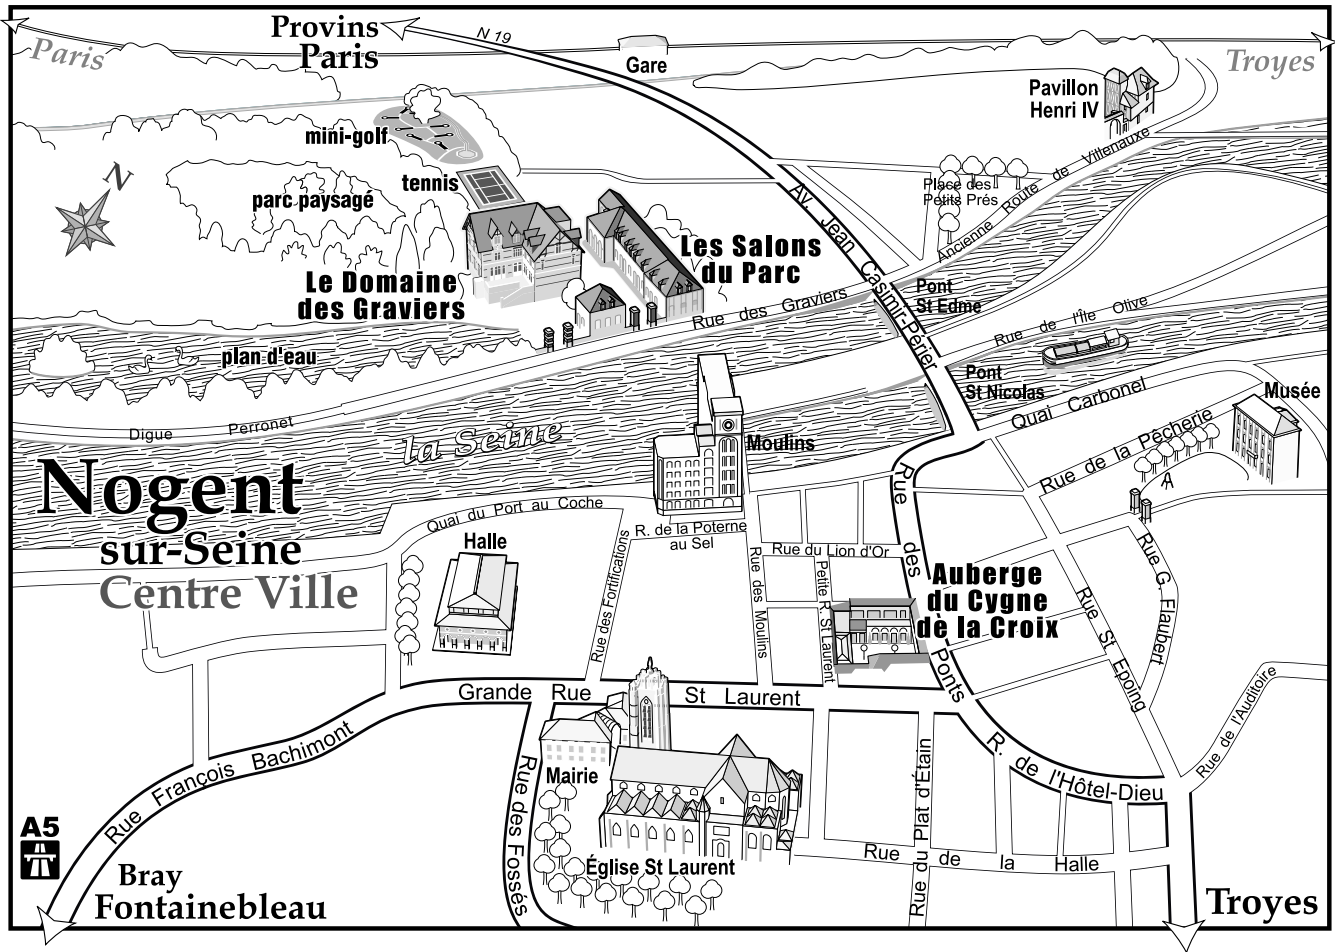 Provins
Paris
N 19
Paris
Gare
Troyes
Pavillon
Henri IV
mini-golf
N
tennis
parc paysagé
Place des
Petits Prés
Ancienne Route de Villenauxe
Av. Jean Casimir-Perier
Les Salons
du Parc
Le Domaine
des Graviers
Rue des Graviers
Pont
St Edme
Rue de l'Île Olive
plan d'eau
Pont
St Nicolas
Digue Perronet
Quai Carbonel
Musée
la Seine
Moulins
Rue de la Pêcherie
Nogent
sur-Seine
Centre Ville
Quai du Port au Coche
R. de la Poterne
au Sel
Halle
Rue des Fortifications
Rue du Lion d'Or
Rue des Moulins
Petite R. St Laurent
Rue des Ponts
Auberge
du Cygne
de la Croix
Rue St Epoing
Rue G. Flaubert
Rue de l'Auditoire
Grande Rue St Laurent
Rue François Bachimont
Mairie
Rue des Fossés
Église St Laurent
R. de l'Hôtel-Dieu
Rue du Plat d'Étain
Rue de la Halle
A5
Bray
Fontainebleau
Troyes